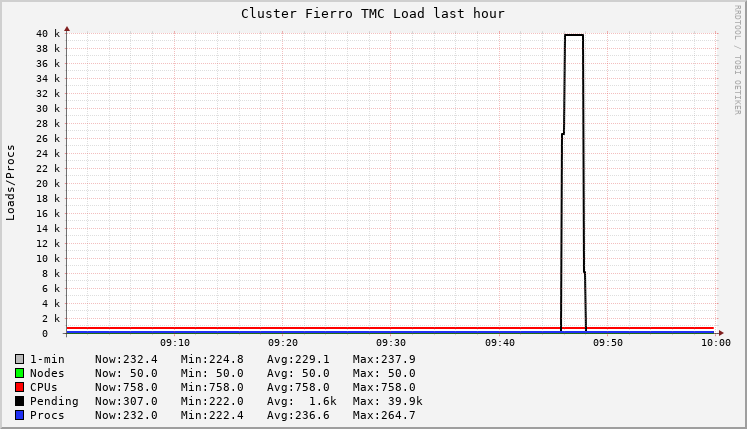 Cluster Fierro TMC Load last hour
RRDTOOL / TOBI OETIKER
Loads/Procs
40 k
38 k
36 k
34 k
32 k
30 k
28 k
26 k
24 k
22 k
20 k
18 k
16 k
14 k
12 k
10 k
8 k
6 k
4 k
2 k
0
09:10 09:20 09:30 09:40 09:50 10:00
1-min Now:232.4 Min:224.8 Avg:229.1 Max:237.9
Nodes Now: 50.0 Min: 50.0 Avg: 50.0 Max: 50.0
CPUs Now:758.0 Min:758.0 Avg:758.0 Max:758.0
Pending Now:307.0 Min:222.0 Avg: 1.6k Max: 39.9k
Procs Now:232.0 Min:222.4 Avg:236.6 Max:264.7